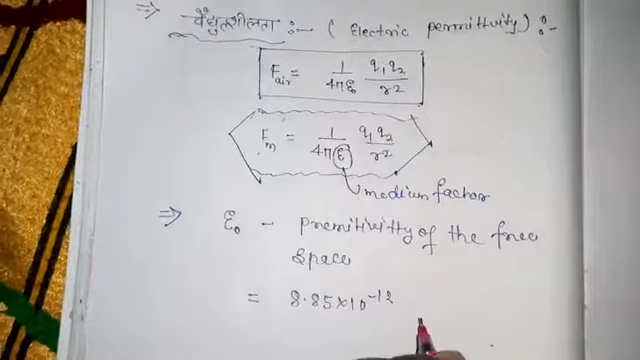 ⇒ वैद्युतशीलता :- ( Electric permittivity) :-
F_air = 1/4πε₀ q₁q₂/r²
F_m = 1/4πε q₁q₂/r²
medium factor
⇒ ε₀ - premitivitty of the free
space
= 8.85×10⁻¹²